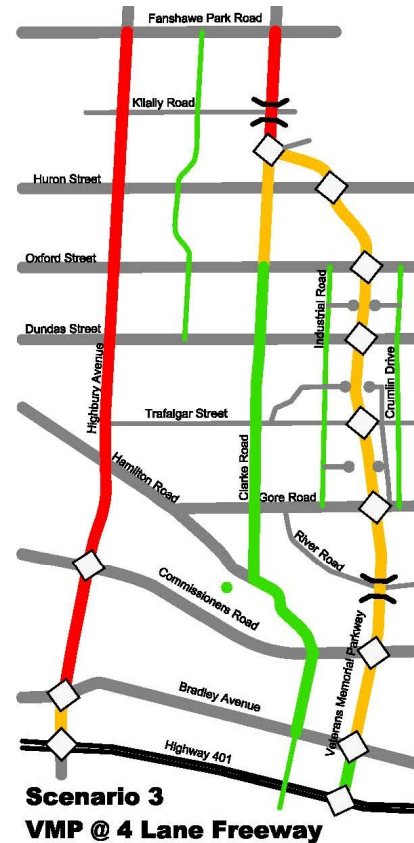 Fanshawe Park Road
Kilally Road
Huron Street
Oxford Street
Industrial Road
Dundas Street
Crumlin Drive
Highbury Avenue
Trafalgar Street
Clarke Road
Hamilton Road
Gore Road
River Road
Commissioners Road
Veterans Memorial Parkway
Bradley Avenue
Highway 401
Scenario 3
VMP @ 4 Lane Freeway